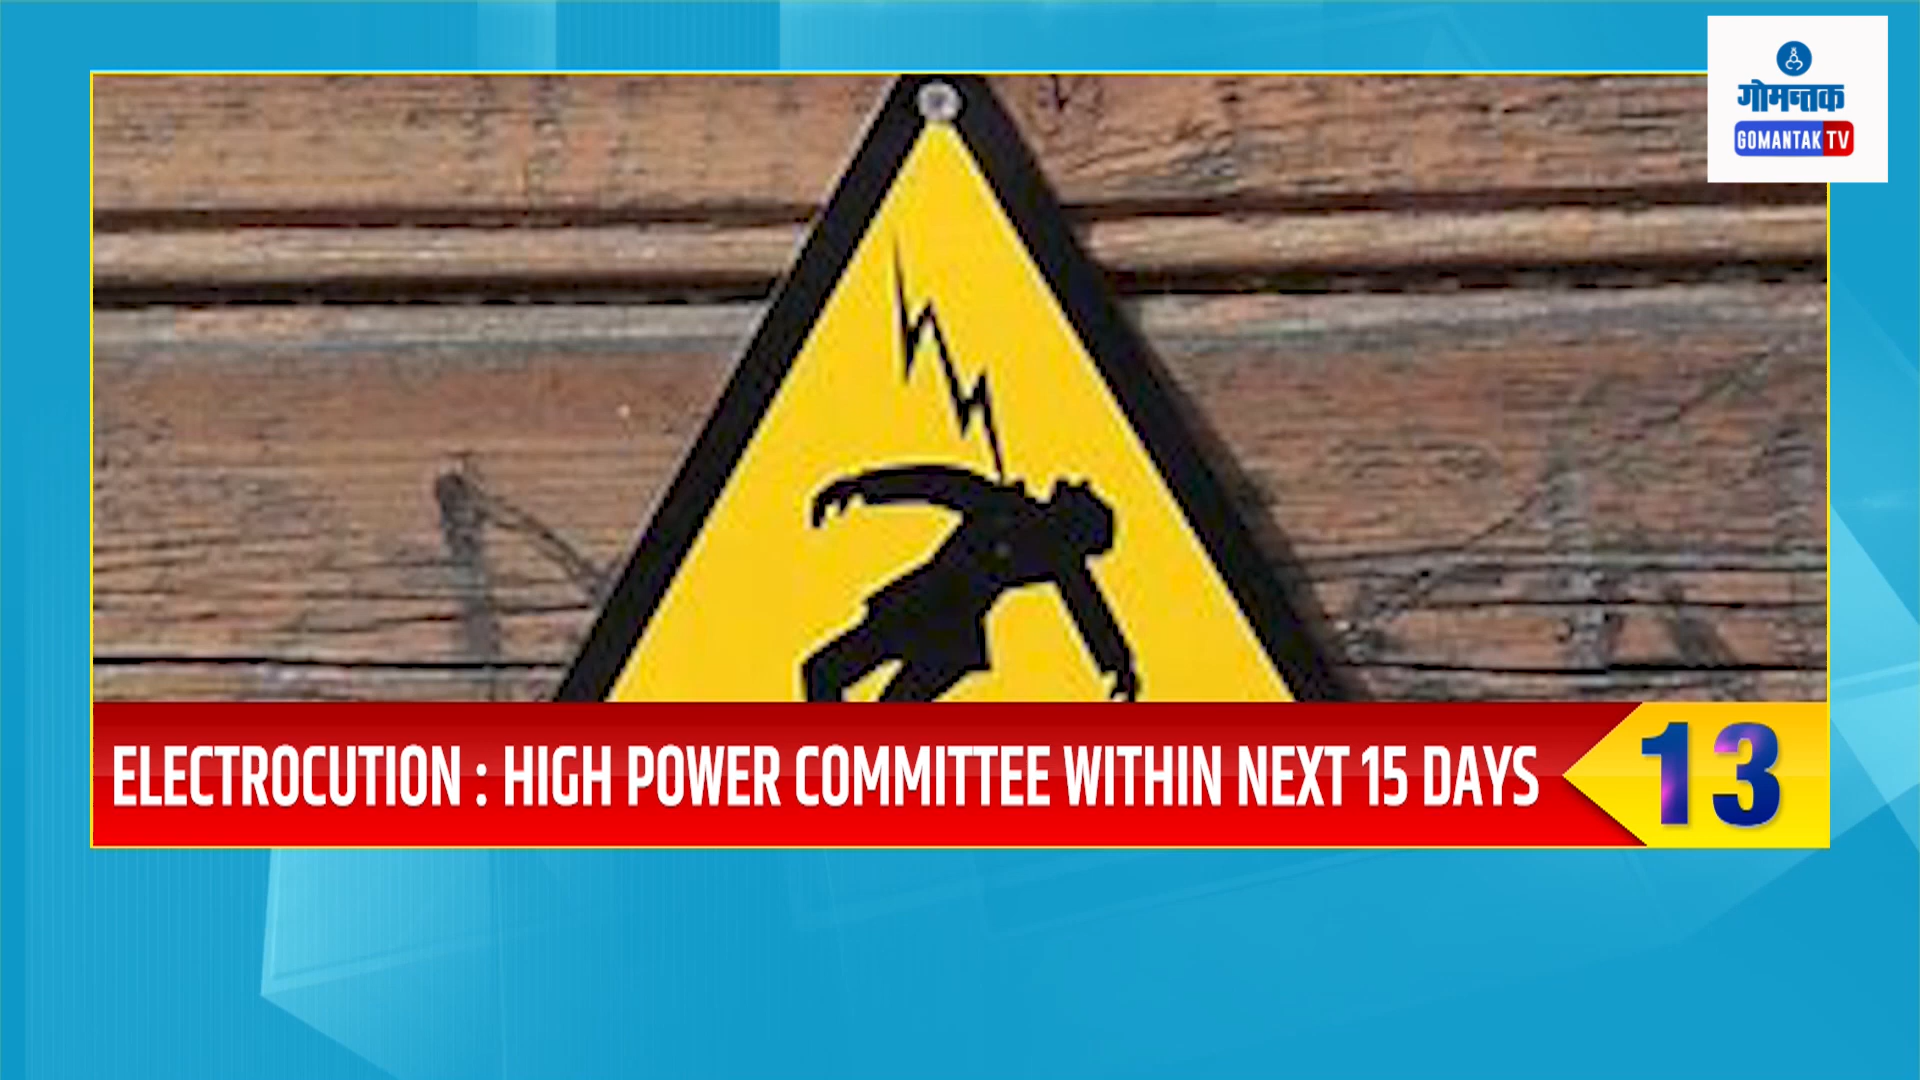 गोमन्तक
GOMANTAK TV
ELECTROCUTION : HIGH POWER COMMITTEE WITHIN NEXT 15 DAYS
13